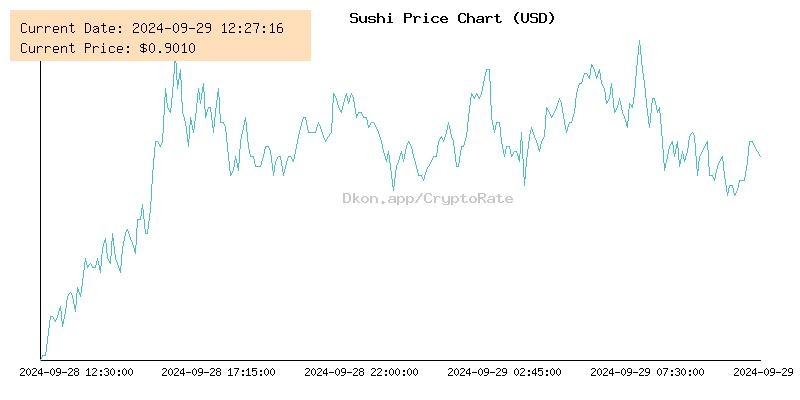 Sushi Price Chart (USD)
Current Date: 2024-09-29 12:27:16
Current Price: $0.9010
Dkon.app/CryptoRate
2024-09-28 12:30:00 2024-09-28 17:15:00 2024-09-28 22:00:00 2024-09-29 02:45:00 2024-09-29 07:30:00 2024-09-29